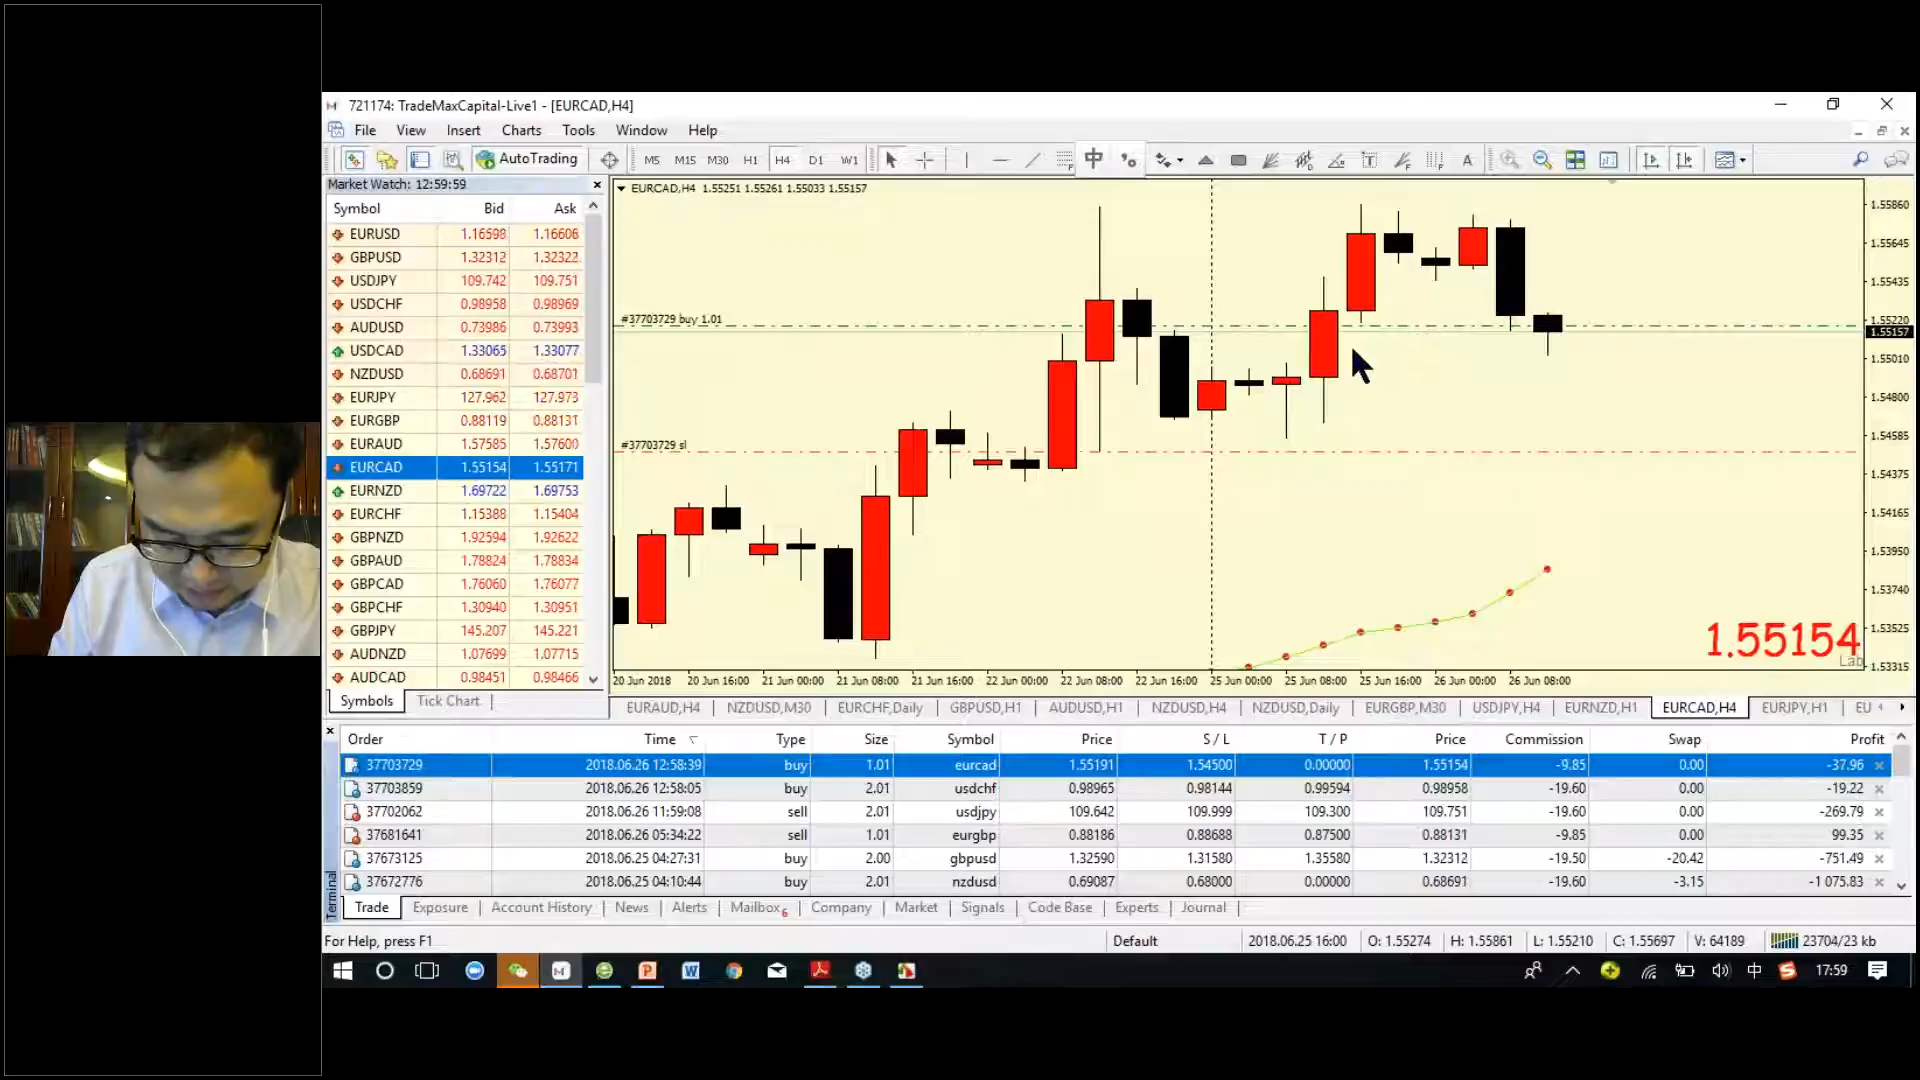 721174: TradeMaxCapital-Live1 - [EURCAD,H4]
File View Insert Charts Tools Window Help
AutoTrading M5 M15 M30 H1 H4 D1 W1 中 A
Market Watch: 12:59:59
Symbol Bid Ask
EURUSD 1.16598 1.16606
GBPUSD 1.32312 1.32322
USDJPY 109.742 109.751
USDCHF 0.98958 0.98969
AUDUSD 0.73986 0.73993
USDCAD 1.33065 1.33077
NZDUSD 0.68691 0.68701
EURJPY 127.962 127.973
EURGBP 0.88119 0.88131
EURAUD 1.57585 1.57600
EURCAD 1.55154 1.55171
EURNZD 1.69722 1.69753
EURCHF 1.15388 1.15404
GBPNZD 1.92594 1.92622
GBPAUD 1.78824 1.78834
GBPCAD 1.76060 1.76077
GBPCHF 1.30940 1.30951
GBPJPY 145.207 145.221
AUDNZD 1.07699 1.07715
AUDCAD 0.98451 0.98466
Symbols Tick Chart
EURCAD,H4 1.55251 1.55261 1.55033 1.55157
#37703729 buy 1.01
#37703729 sl
1.55860
1.55645
1.55435
1.55220
1.55157
1.55010
1.54800
1.54585
1.54375
1.54165
1.53950
1.53740
1.53525
1.53315
1.55154
Lab
20 Jun 2018 20 Jun 16:00 21 Jun 00:00 21 Jun 08:00 21 Jun 16:00 22 Jun 00:00 22 Jun 08:00 22 Jun 16:00 25 Jun 00:00 25 Jun 08:00 25 Jun 16:00 26 Jun 00:00 26 Jun 08:00
EURAUD,H4 NZDUSD,M30 EURCHF,Daily GBPUSD,H1 AUDUSD,H1 NZDUSD,H4 NZDUSD,Daily EURGBP,M30 USDJPY,H4 EURNZD,H1 EURCAD,H4 EURJPY,H1 EU
Order Time Type Size Symbol Price S / L T / P Price Commission Swap Profit
37703729 2018.06.26 12:58:39 buy 1.01 eurcad 1.55191 1.54500 0.00000 1.55154 -9.85 0.00 -37.96
37703859 2018.06.26 12:58:05 buy 2.01 usdchf 0.98965 0.98144 0.99594 0.98958 -19.60 0.00 -19.22
37702062 2018.06.26 11:59:08 sell 2.01 usdjpy 109.642 109.999 109.300 109.751 -19.60 0.00 -269.79
37681641 2018.06.26 05:34:22 sell 1.01 eurgbp 0.88186 0.88688 0.87500 0.88131 -9.85 0.00 99.35
37673125 2018.06.25 04:27:31 buy 2.00 gbpusd 1.32590 1.31580 1.35580 1.32312 -19.50 -20.42 -751.49
37672776 2018.06.25 04:10:44 buy 2.01 nzdusd 0.69087 0.68000 0.00000 0.68691 -19.60 -3.15 -1 075.83
Terminal
Trade Exposure Account History News Alerts Mailbox 6 Company Market Signals Code Base Experts Journal
For Help, press F1 Default 2018.06.25 16:00 O: 1.55274 H: 1.55861 L: 1.55210 C: 1.55697 V: 64189 23704/23 kb
中 17:59